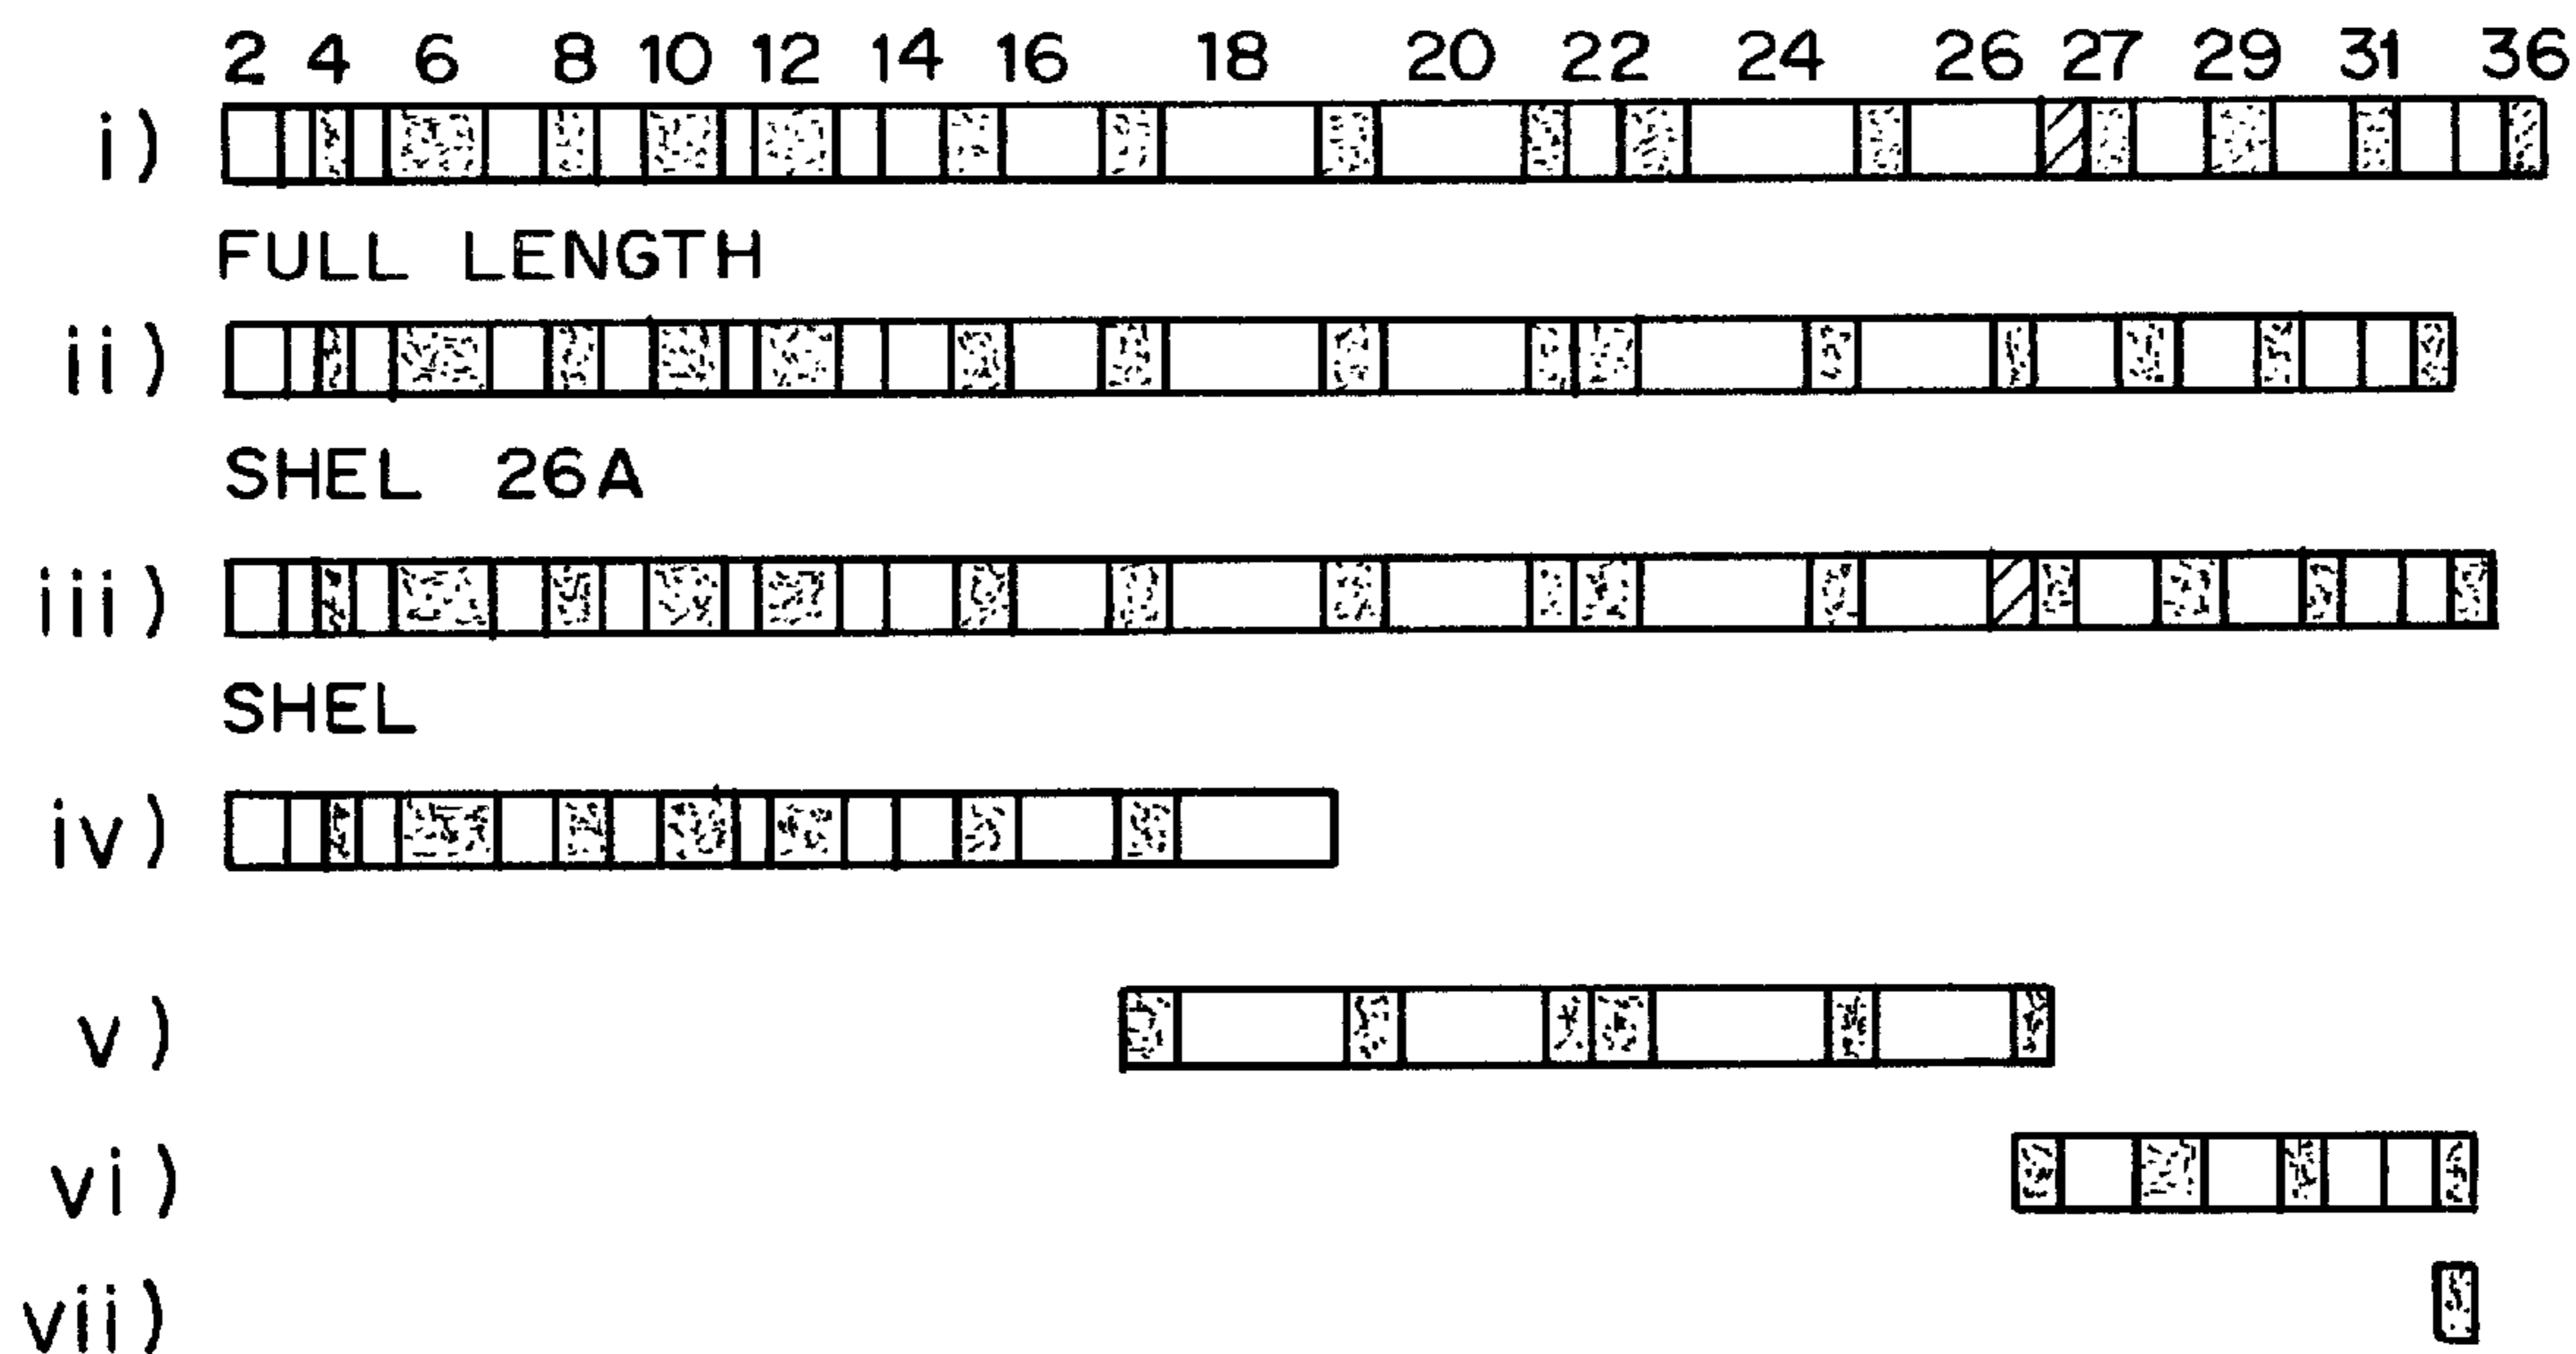 2 4 6 8 10 12 14 16 18 20 22 24 26 27 29 31 36
i)
FULL LENGTH
ii)
SHEL 26A
iii)
SHEL
iv)
v)
vi)
vii)